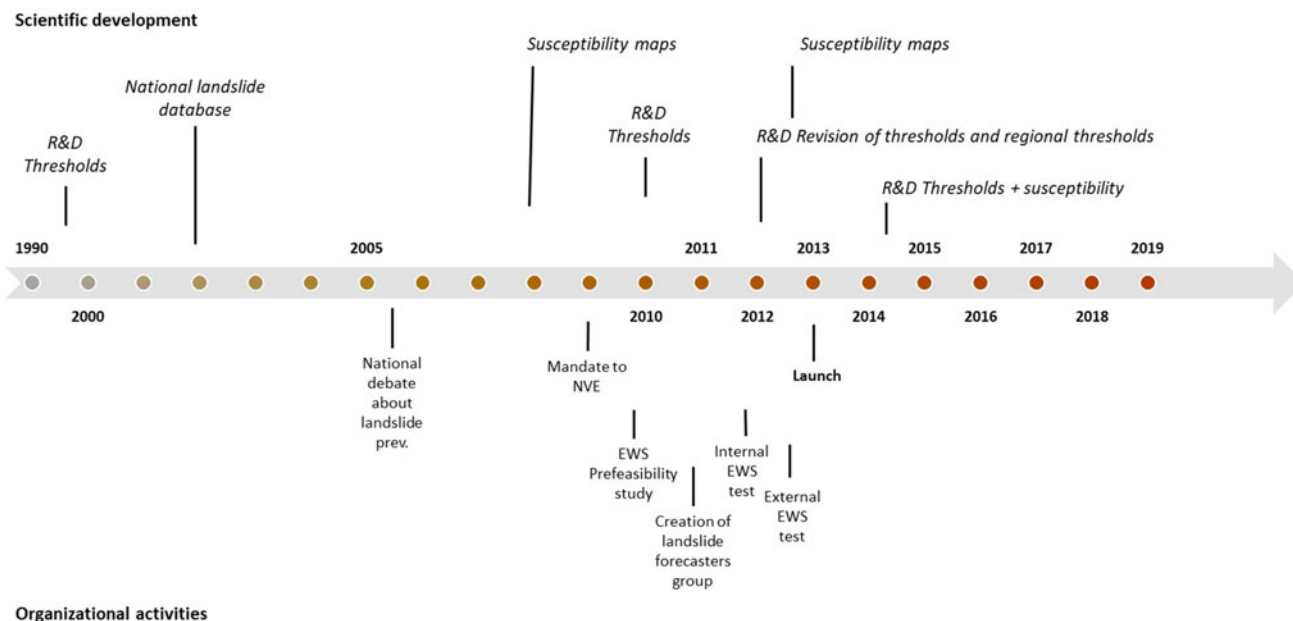 Scientific development
Susceptibility maps
Susceptibility maps
National landslide
database
R&D
Thresholds
R&D
Thresholds
R&D Revision of thresholds and regional thresholds
R&D Thresholds + susceptibility
1990
2005
2011
2013
2015
2017
2019
2000
2010
2012
2014
2016
2018
National
debate
about
landslide
prev.
Mandate to
NVE
Launch
EWS
Prefeasibility
study
Internal
EWS
test
Creation of
landslide
forecasters
group
External
EWS
test
Organizational activities